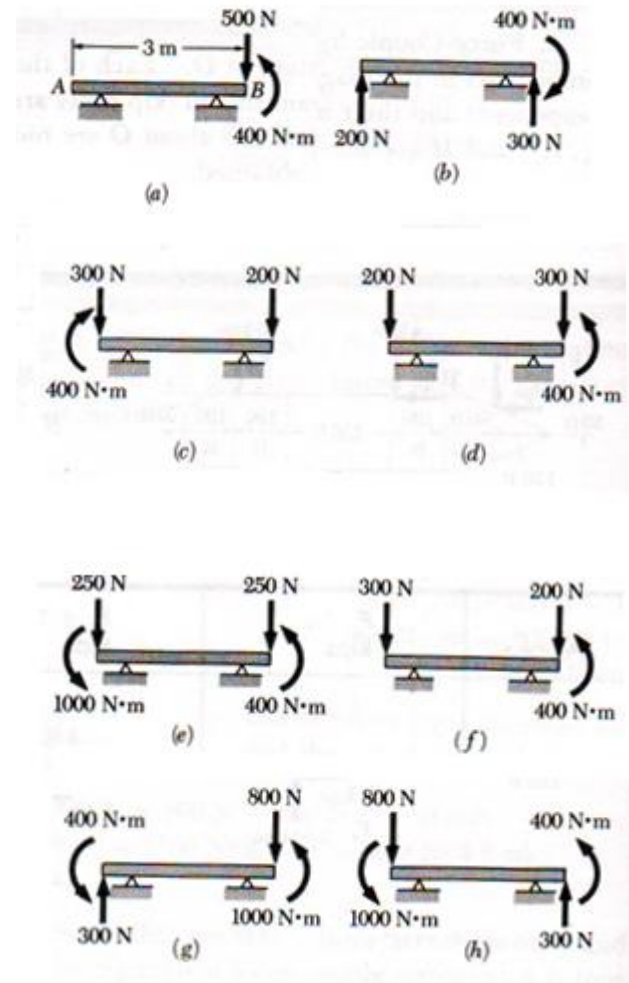 500 N
3 m
A B
400 N•m
(a)
400 N•m
200 N
300 N
(b)
300 N
200 N
400 N•m
(c)
200 N
300 N
400 N•m
(d)
250 N
250 N
1000 N•m
400 N•m
(e)
300 N
200 N
400 N•m
(f)
400 N•m
800 N
300 N
1000 N•m
(g)
800 N
400 N•m
1000 N•m
300 N
(h)